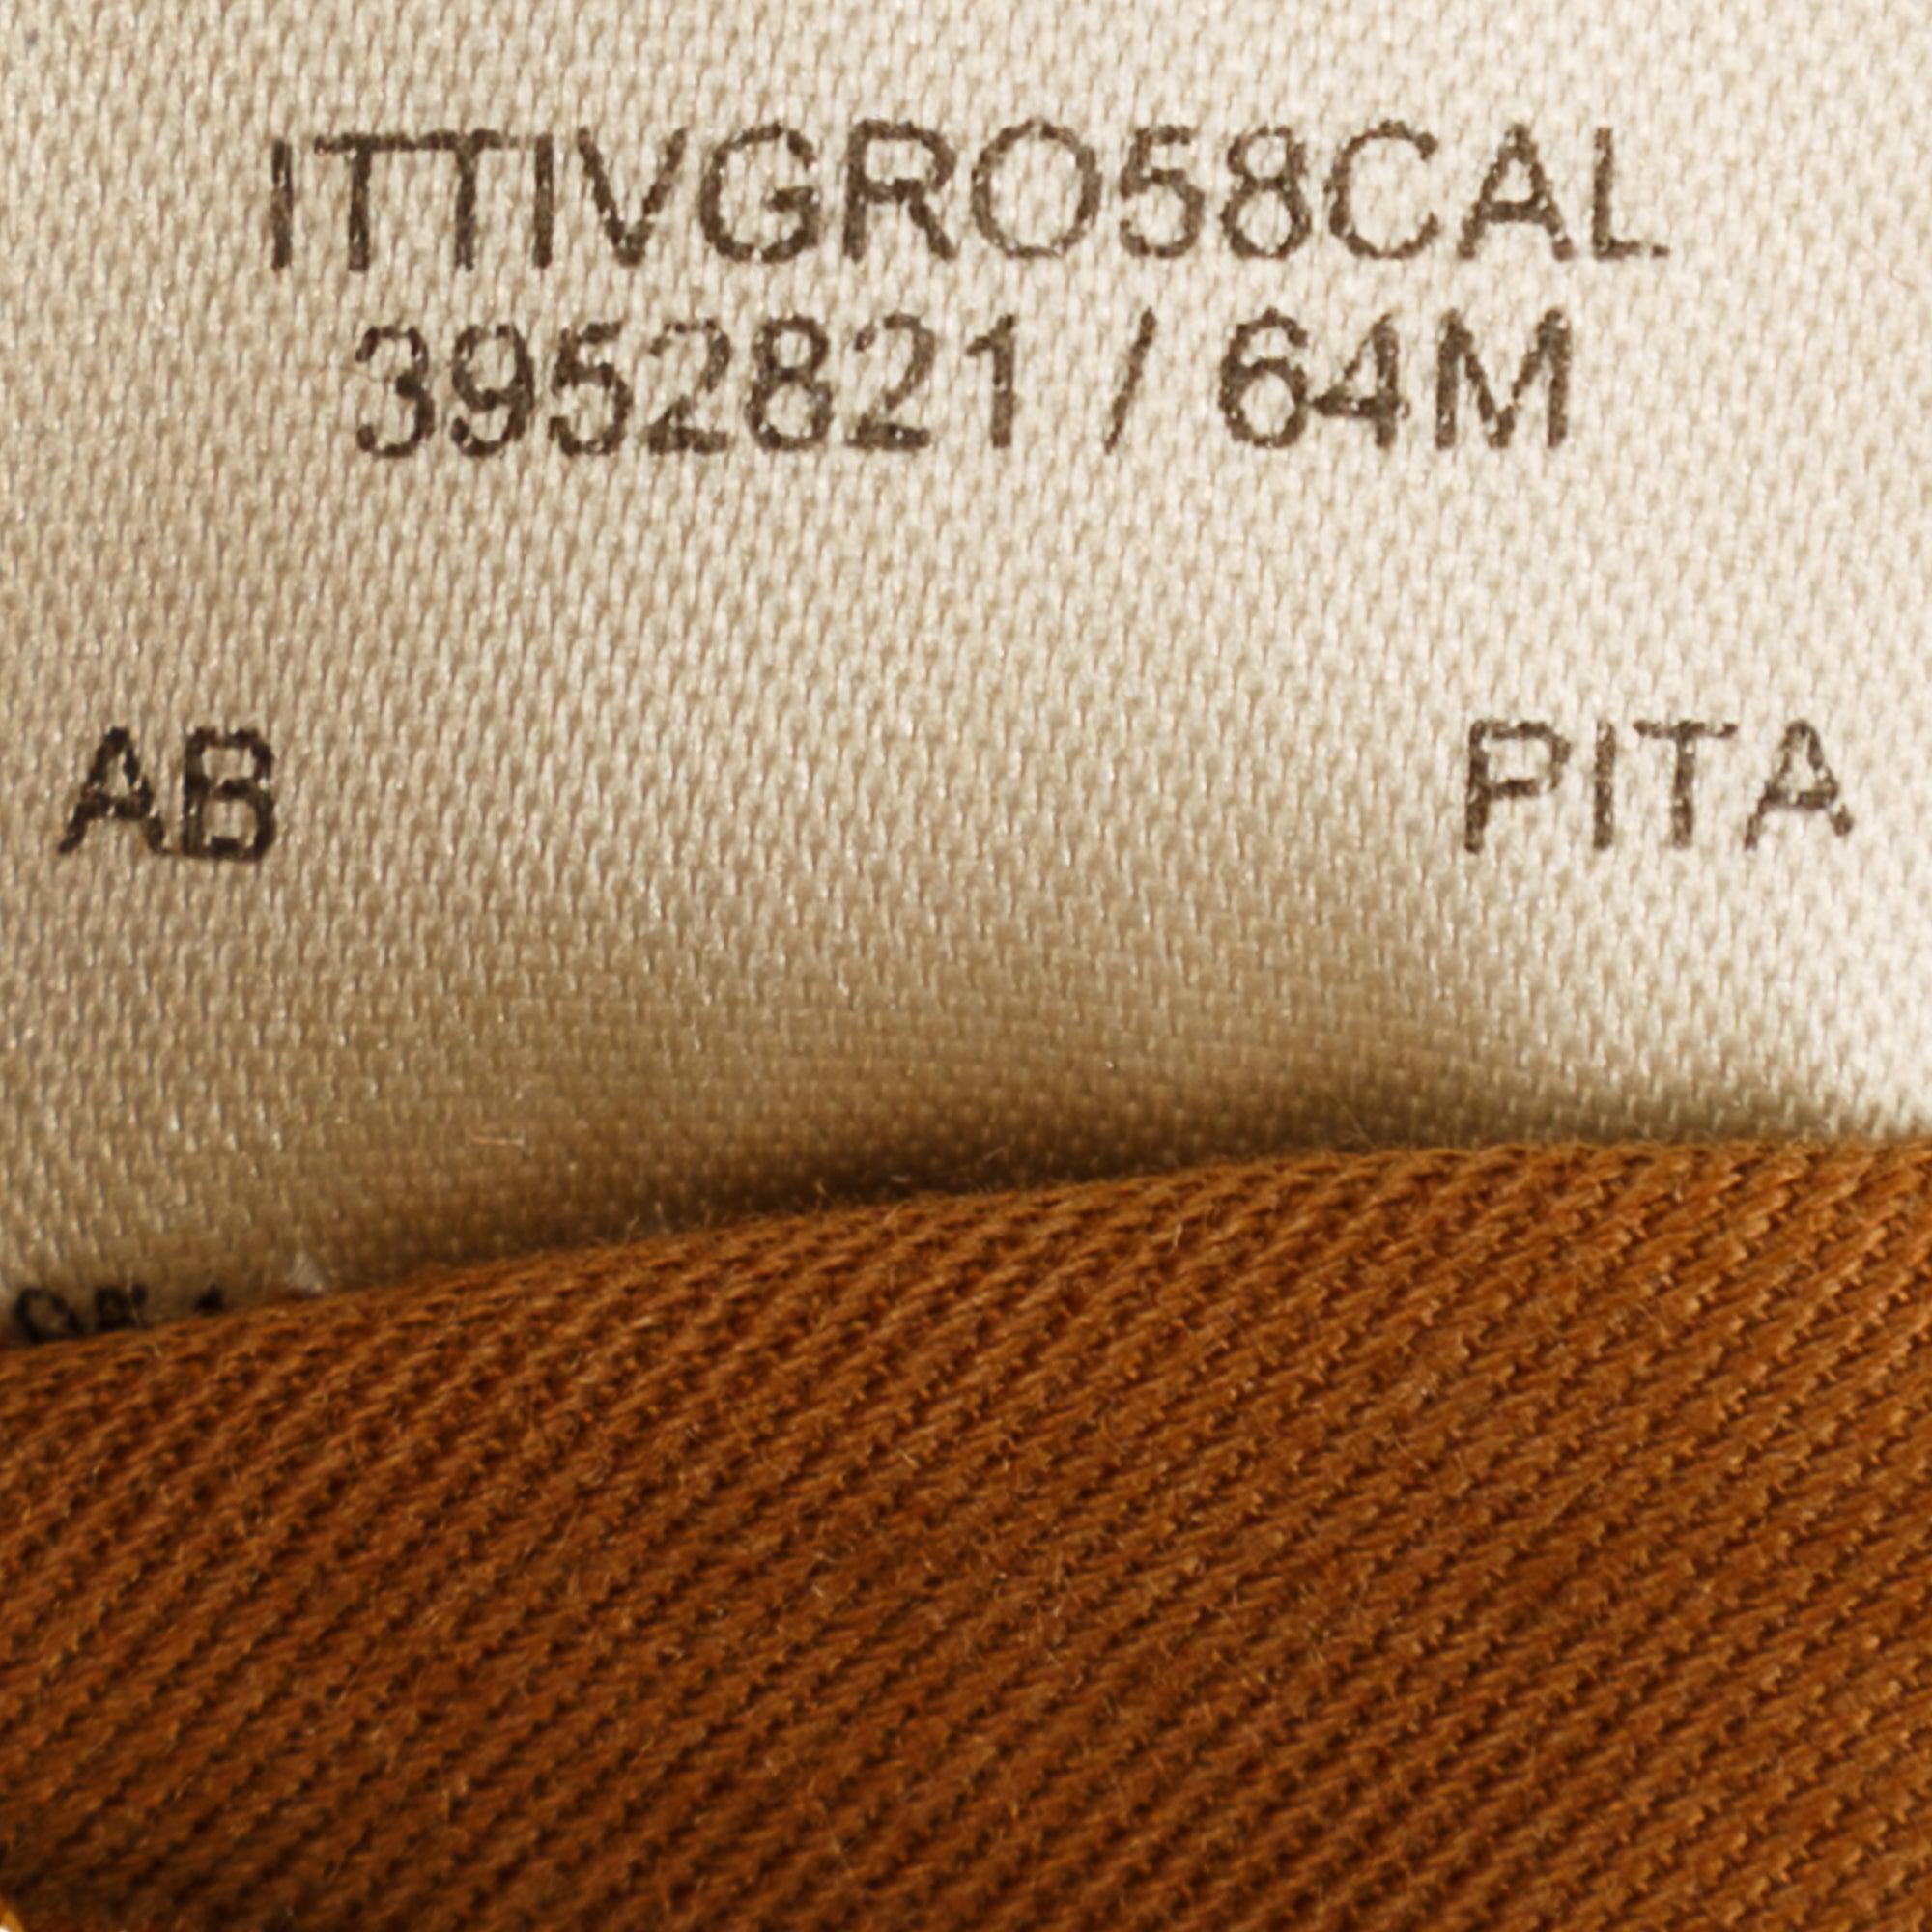 ITTIVGRO58CAL
3952821 / 64M
AB PITA